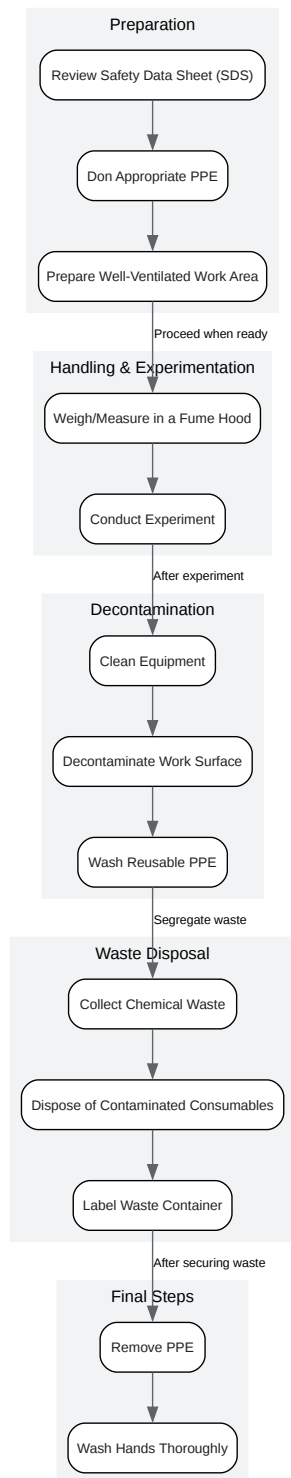 Preparation
Review Safety Data Sheet (SDS)
Don Appropriate PPE
Prepare Well-Ventilated Work Area
Proceed when ready
Handling & Experimentation
Weigh/Measure in a Fume Hood
Conduct Experiment
After experiment
Decontamination
Clean Equipment
Decontaminate Work Surface
Wash Reusable PPE
Segregate waste
Waste Disposal
Collect Chemical Waste
Dispose of Contaminated Consumables
Label Waste Container
After securing waste
Final Steps
Remove PPE
Wash Hands Thoroughly